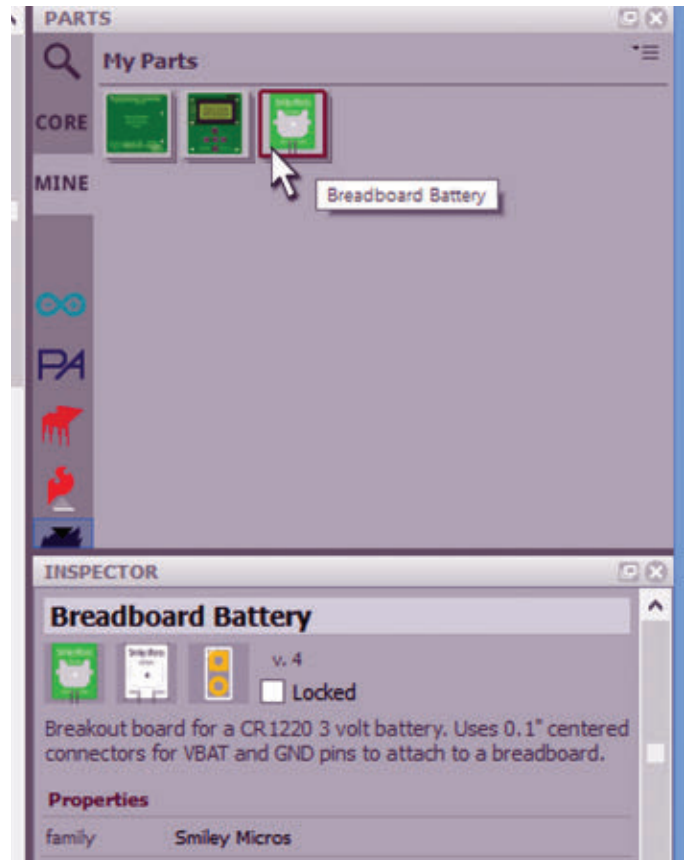 PARTS
My Parts
CORE
MINE
Breadboard Battery
PA
INSPECTOR
Breadboard Battery
v. 4
Locked
Breakout board for a CR1220 3 volt battery. Uses 0.1" centered
connectors for VBAT and GND pins to attach to a breadboard.
Properties
family Smiley Micros